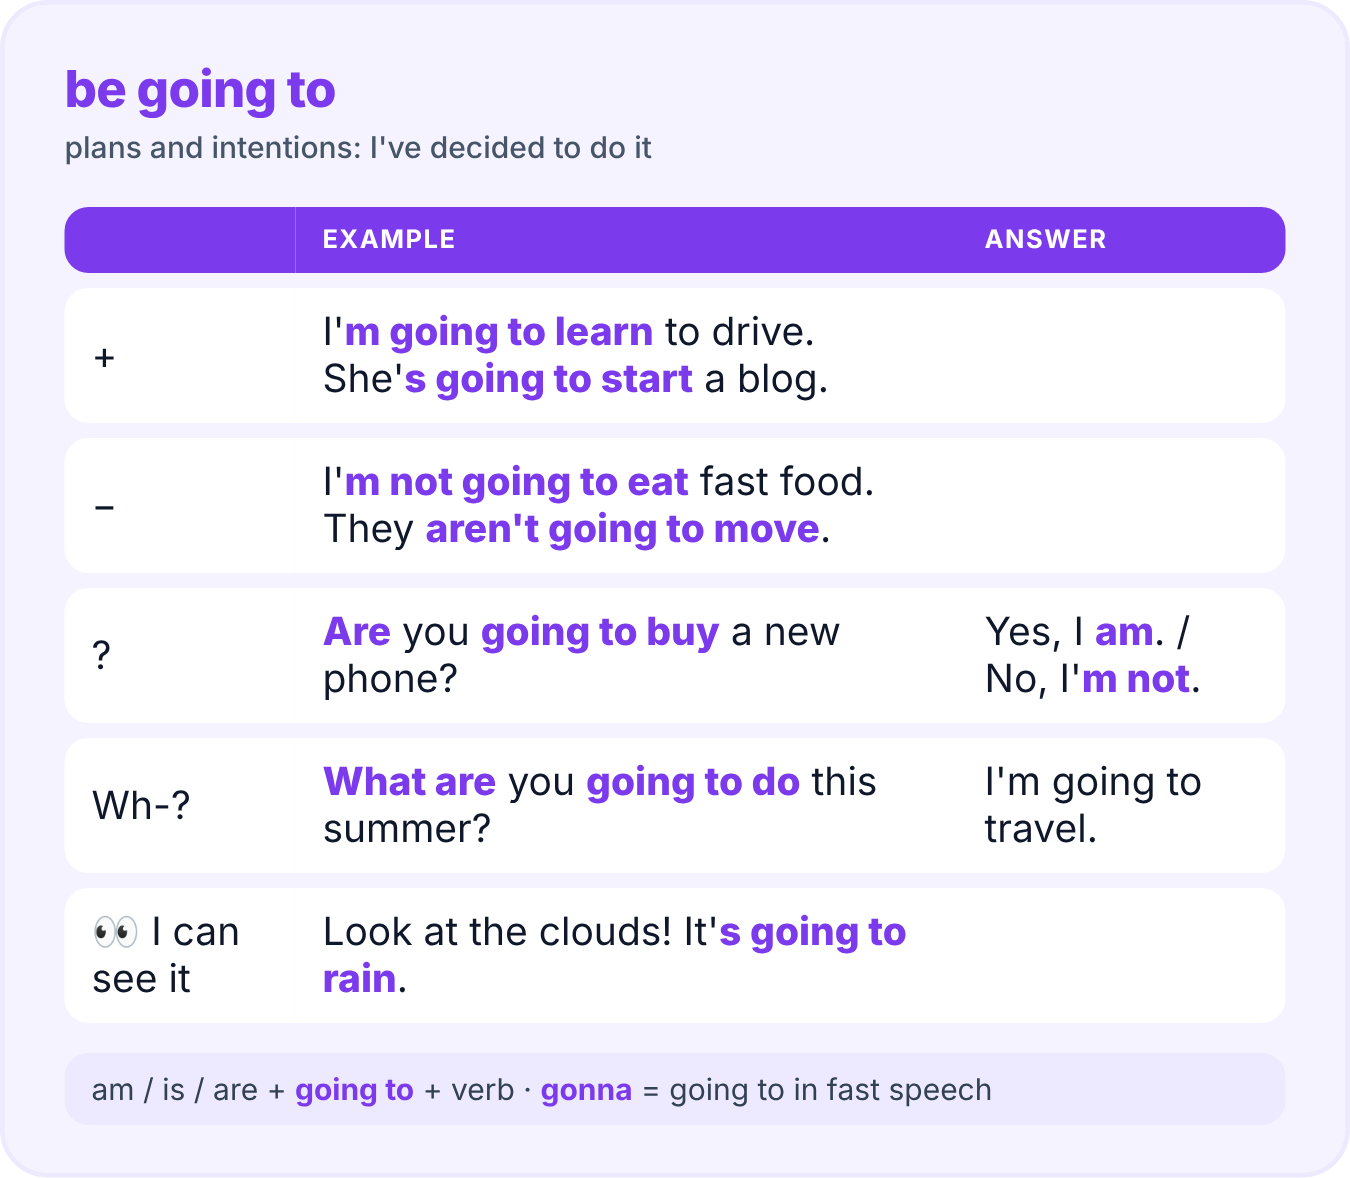 be going to
plans and intentions: I've decided to do it
EXAMPLE ANSWER
+
I'm going to learn to drive.
She's going to start a blog.
–
I'm not going to eat fast food.
They aren't going to move.
?
Are you going to buy a new
phone?
Yes, I am. /
No, I'm not.
Wh-?
What are you going to do this
summer?
I'm going to
travel.
👀 I can
see it
Look at the clouds! It's going to
rain.
am / is / are + going to + verb · gonna = going to in fast speech